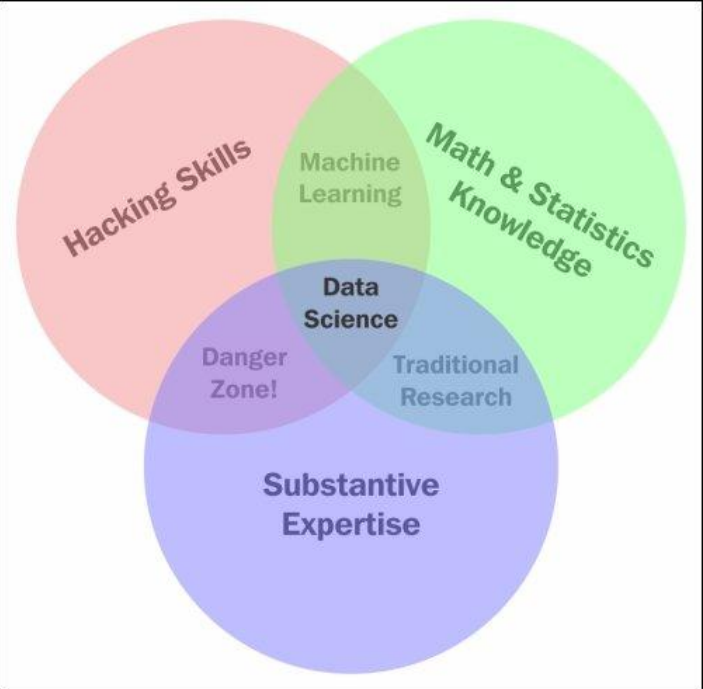 Hacking Skills
Math & Statistics
Knowledge
Machine
Learning
Data
Science
Danger
Zone!
Traditional
Research
Substantive
Expertise